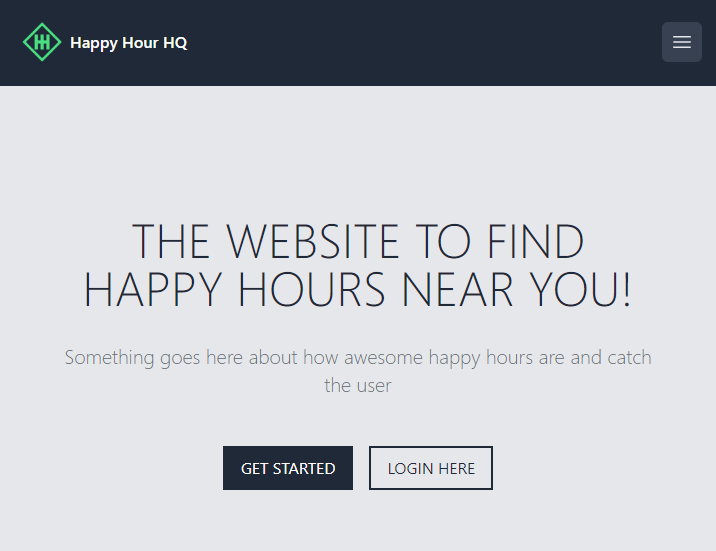 Happy Hour HQ
THE WEBSITE TO FIND
HAPPY HOURS NEAR YOU!
Something goes here about how awesome happy hours are and catch
the user
GET STARTED
LOGIN HERE